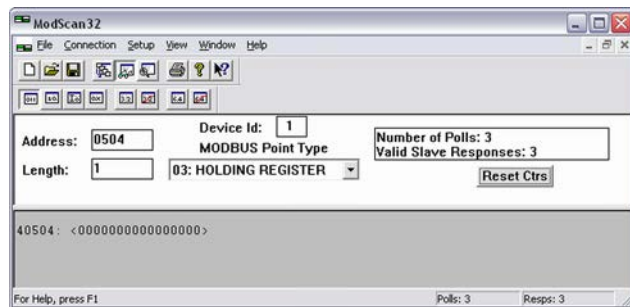 ModScan32
File Connection Setup View Window Help
Address: 0504
Device Id: 1
MODBUS Point Type
Length: 1
03: HOLDING REGISTER
Number of Polls: 3
Valid Slave Responses: 3
Reset Ctrs
40504: <0000000000000000>
For Help, press F1
Polls: 3
Resps: 3